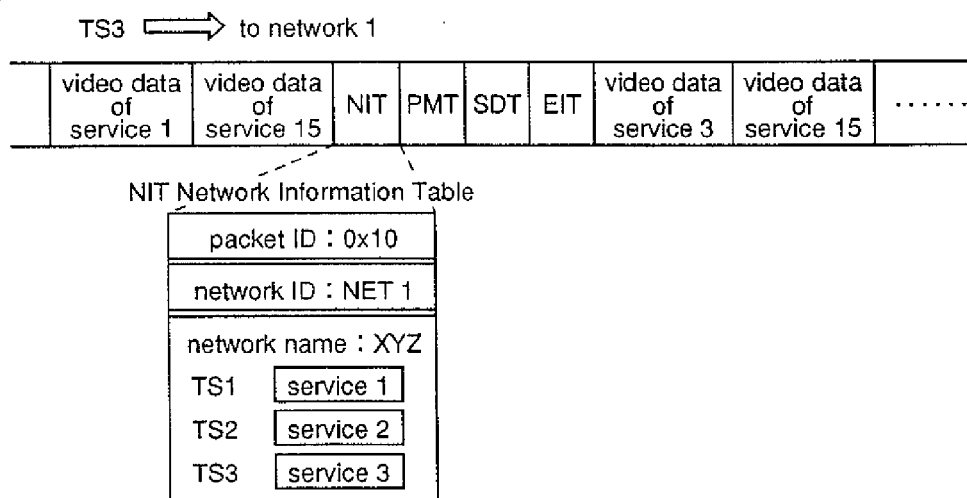 TS3 ⇨ to network 1
video data of service 1
video data of service 15
NIT
PMT
SDT
EIT
video data of service 3
video data of service 15
......
NIT Network Information Table
packet ID : 0x10
network ID : NET 1
network name : XYZ
TS1 service 1
TS2 service 2
TS3 service 3